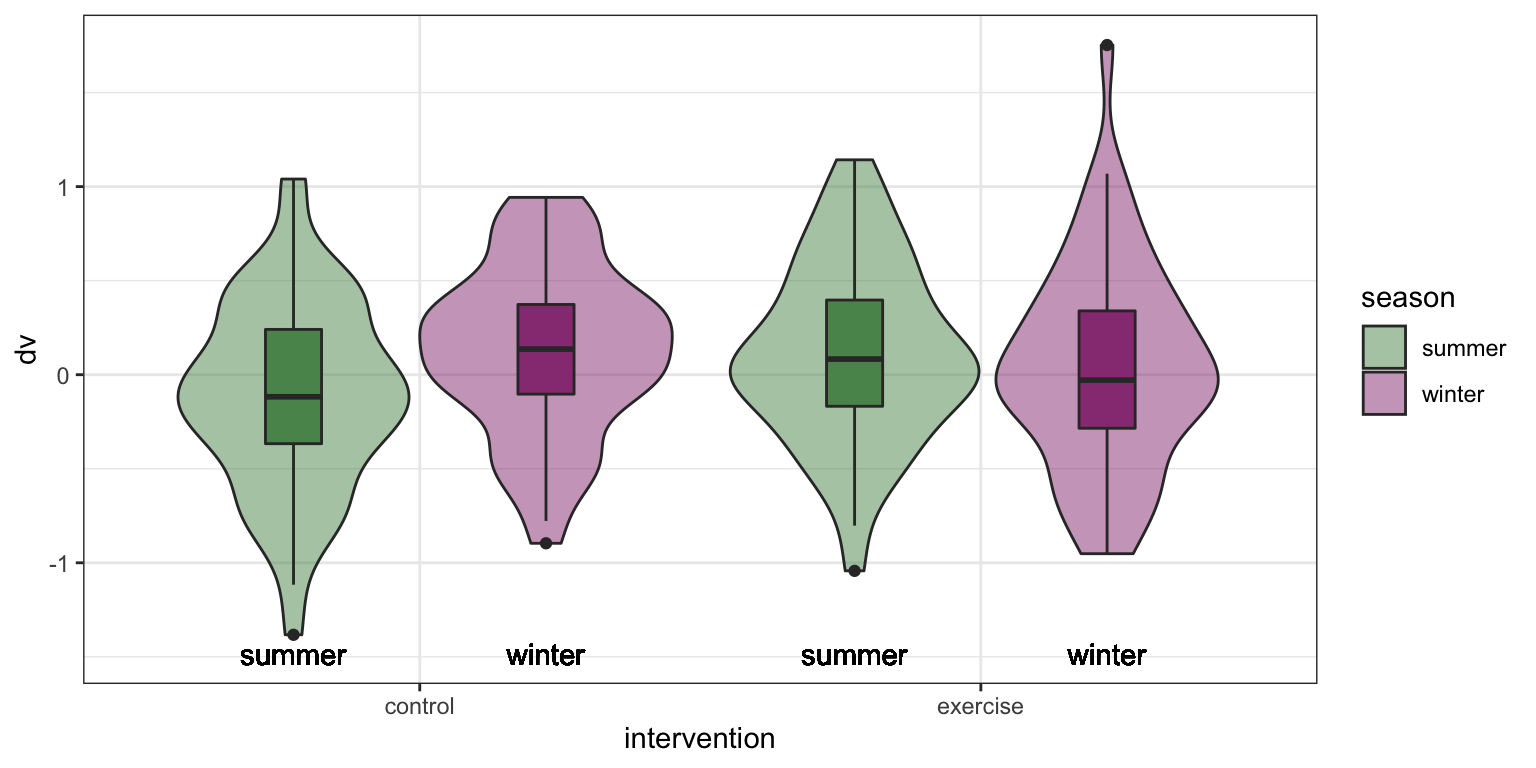 dv
1
0
-1
summer winter summer winter
control exercise
intervention
season
summer
winter